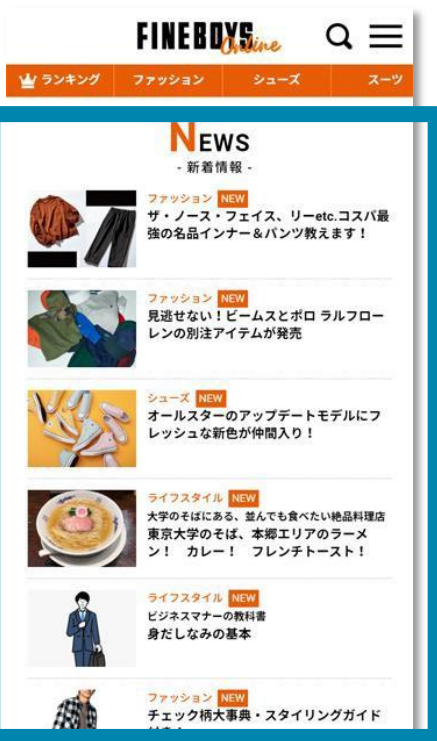 FINEBOYS Online
ランキング ファッション シューズ スーツ
NEWS
- 新着情報 -
ファッション NEW
ザ・ノース・フェイス、リーetc.コスパ最
強の名品インナー＆パンツ教えます！
ファッション NEW
見逃せない！ビームスとポロ ラルフロー
レンの別注アイテムが発売
シューズ NEW
オールスターのアップデートモデルにフ
レッシュな新色が仲間入り！
ライフスタイル NEW
大学のそばにある、並んでも食べたい絶品料理店
東京大学のそば、本郷エリアのラーメ
ン！　カレー！　フレンチトースト！
ライフスタイル NEW
ビジネスマナーの教科書
身だしなみの基本
ファッション NEW
チェック柄大事典・スタイリングガイド